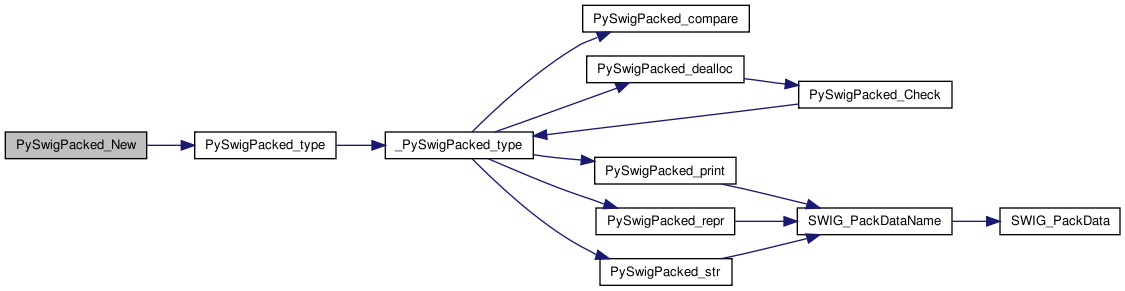 PySwigPacked_New
PySwigPacked_type
_PySwigPacked_type
PySwigPacked_compare
PySwigPacked_dealloc
PySwigPacked_Check
PySwigPacked_print
PySwigPacked_repr
PySwigPacked_str
SWIG_PackDataName
SWIG_PackData